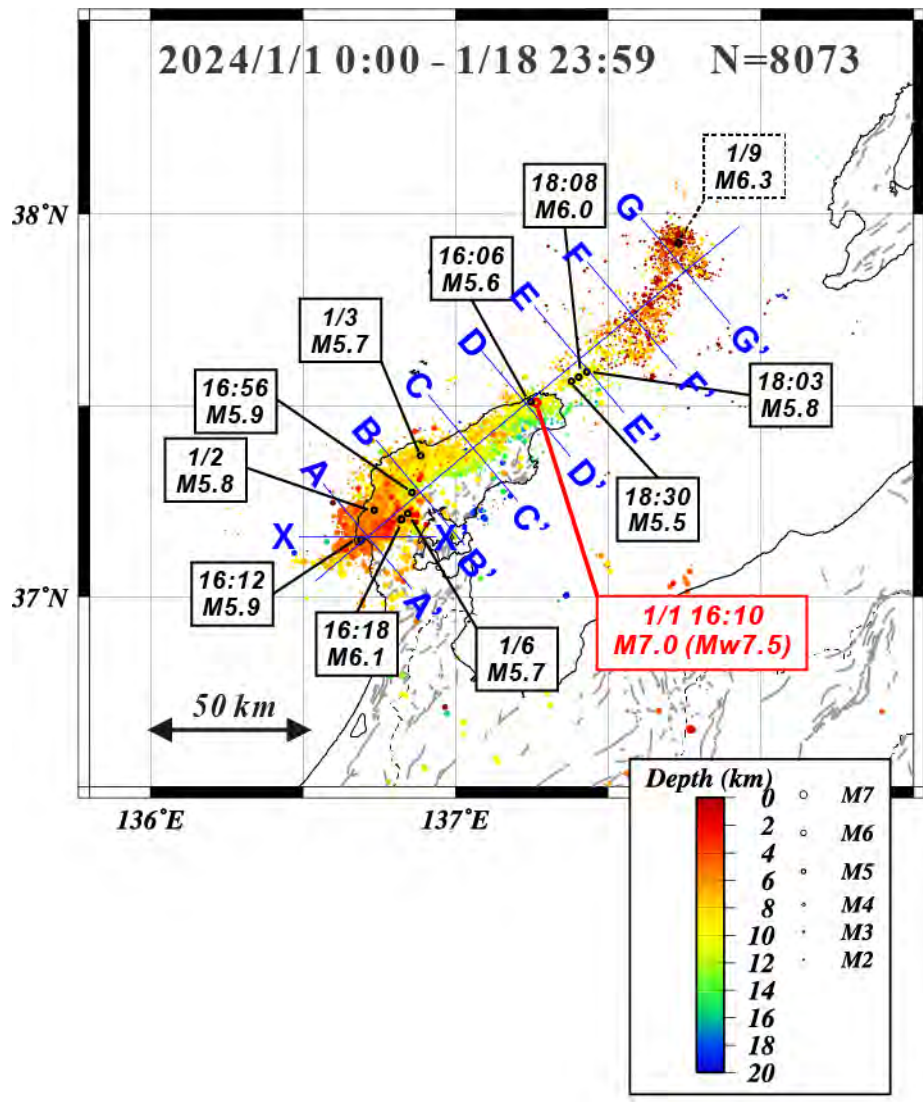 2024/1/1 0:00 - 1/18 23:59 N=8073
1/9
M6.3
18:08
M6.0
38°N
G
16:06
M5.6
F
E
1/3
M5.7
D
G'
C
16:56
M5.9
F'
18:03
M5.8
B
E'
1/2
M5.8
A
D'
18:30
M5.5
C'
X
X'
B'
16:12
M5.9
37°N
A'
1/1 16:10
M7.0 (Mw7.5)
16:18
M6.1
1/6
M5.7
50 km
136°E
137°E
Depth (km)
0
2
4
6
8
10
12
14
16
18
20
M7
M6
M5
M4
M3
M2